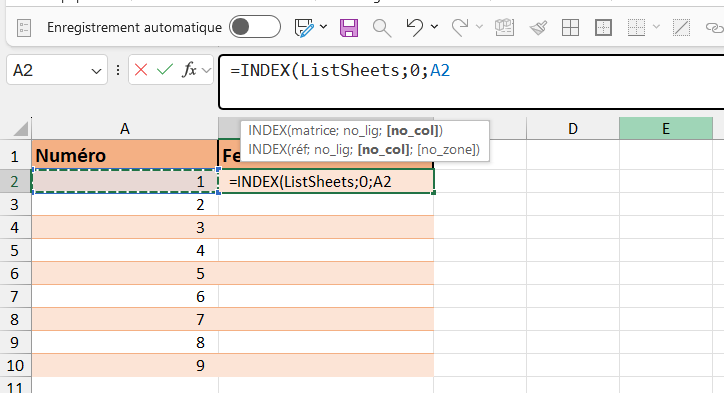 Enregistrement automatique
A2
fx
=INDEX(ListSheets;0;A2
INDEX(matrice; no_lig; [no_col])
INDEX(réf; no_lig; [no_col]; [no_zone])
A D E
1 Numéro Fe
2 1 =INDEX(ListSheets;0;A2
3 2
4 3
5 4
6 5
7 6
8 7
9 8
10 9
11